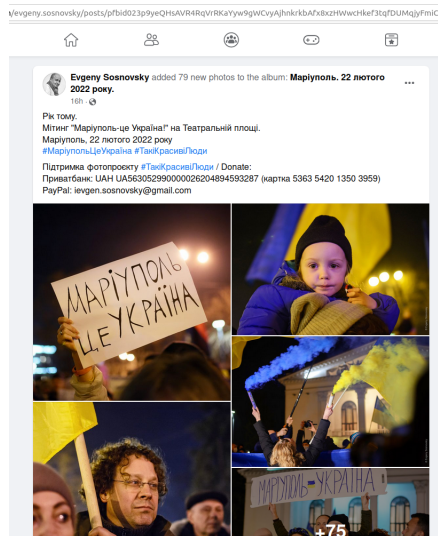 /evgeny.sosnovsky/posts/pfbid023p9yeQHsAVR4RqVrRKaYyw9gWCvyAjhnkrkbAfx8xzHWwcHkef3tqfDUMqjyFmiC
Evgeny Sosnovsky added 79 new photos to the album: Маріуполь. 22 лютого
2022 року.
16h ·
Рік тому.
Мітинг "Маріуполь-це Україна!" на Театральній площі.
Маріуполь, 22 лютого 2022 року
#МаріупольЦеУкраїна #ТакіКрасивіЛюди
Підтримка фотопроєкту #ТакіКрасивіЛюди / Donate:
Приватбанк: UAH UA563052990000026204894593287 (картка 5363 5420 1350 3959)
PayPal: ievgen.sosnovsky@gmail.com
МАРІУПОЛЬ
ЦЕ УКРАЇНА
МАРІУПОЛЬ=УКРАЇНА
+75